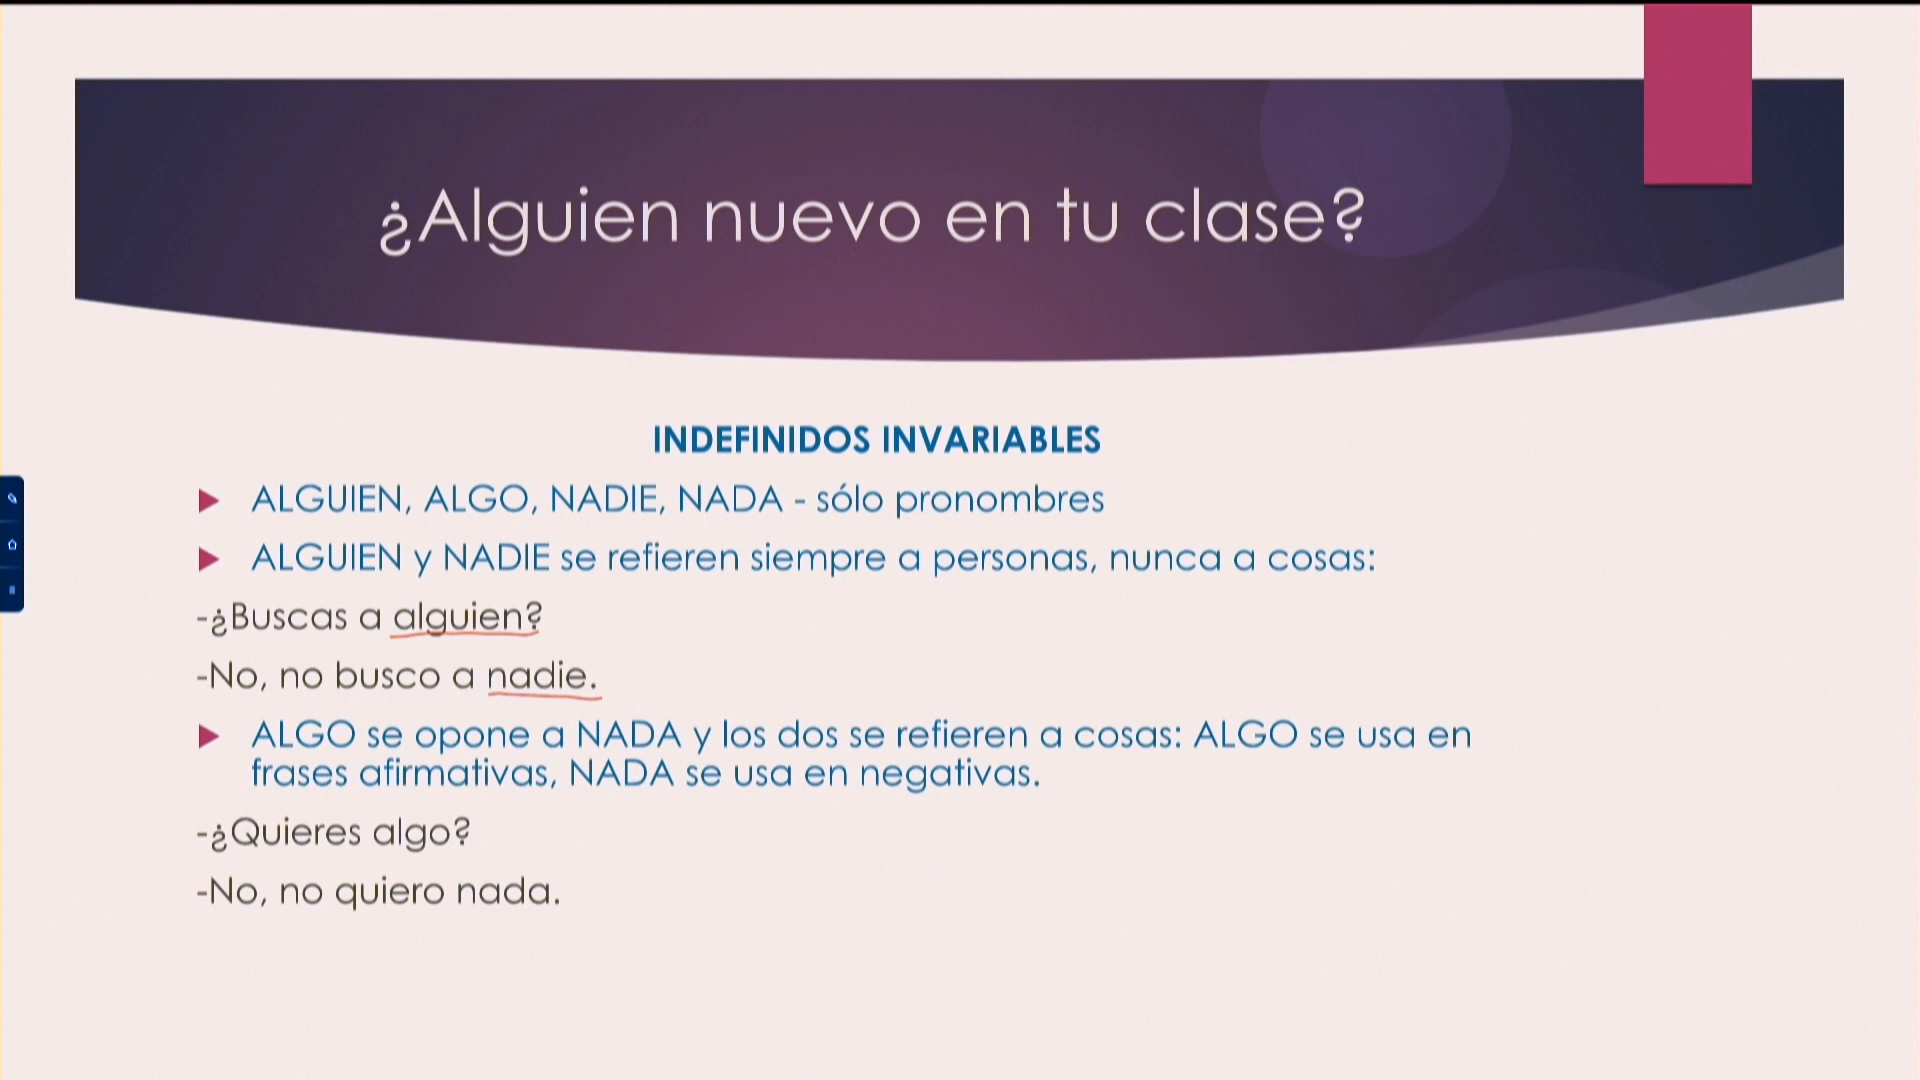 ¿Alguien nuevo en tu clase?
INDEFINIDOS INVARIABLES
ALGUIEN, ALGO, NADIE, NADA - sólo pronombres
ALGUIEN y NADIE se refieren siempre a personas, nunca a cosas:
-¿Buscas a alguien?
-No, no busco a nadie.
ALGO se opone a NADA y los dos se refieren a cosas: ALGO se usa en
frases afirmativas, NADA se usa en negativas.
-¿Quieres algo?
-No, no quiero nada.